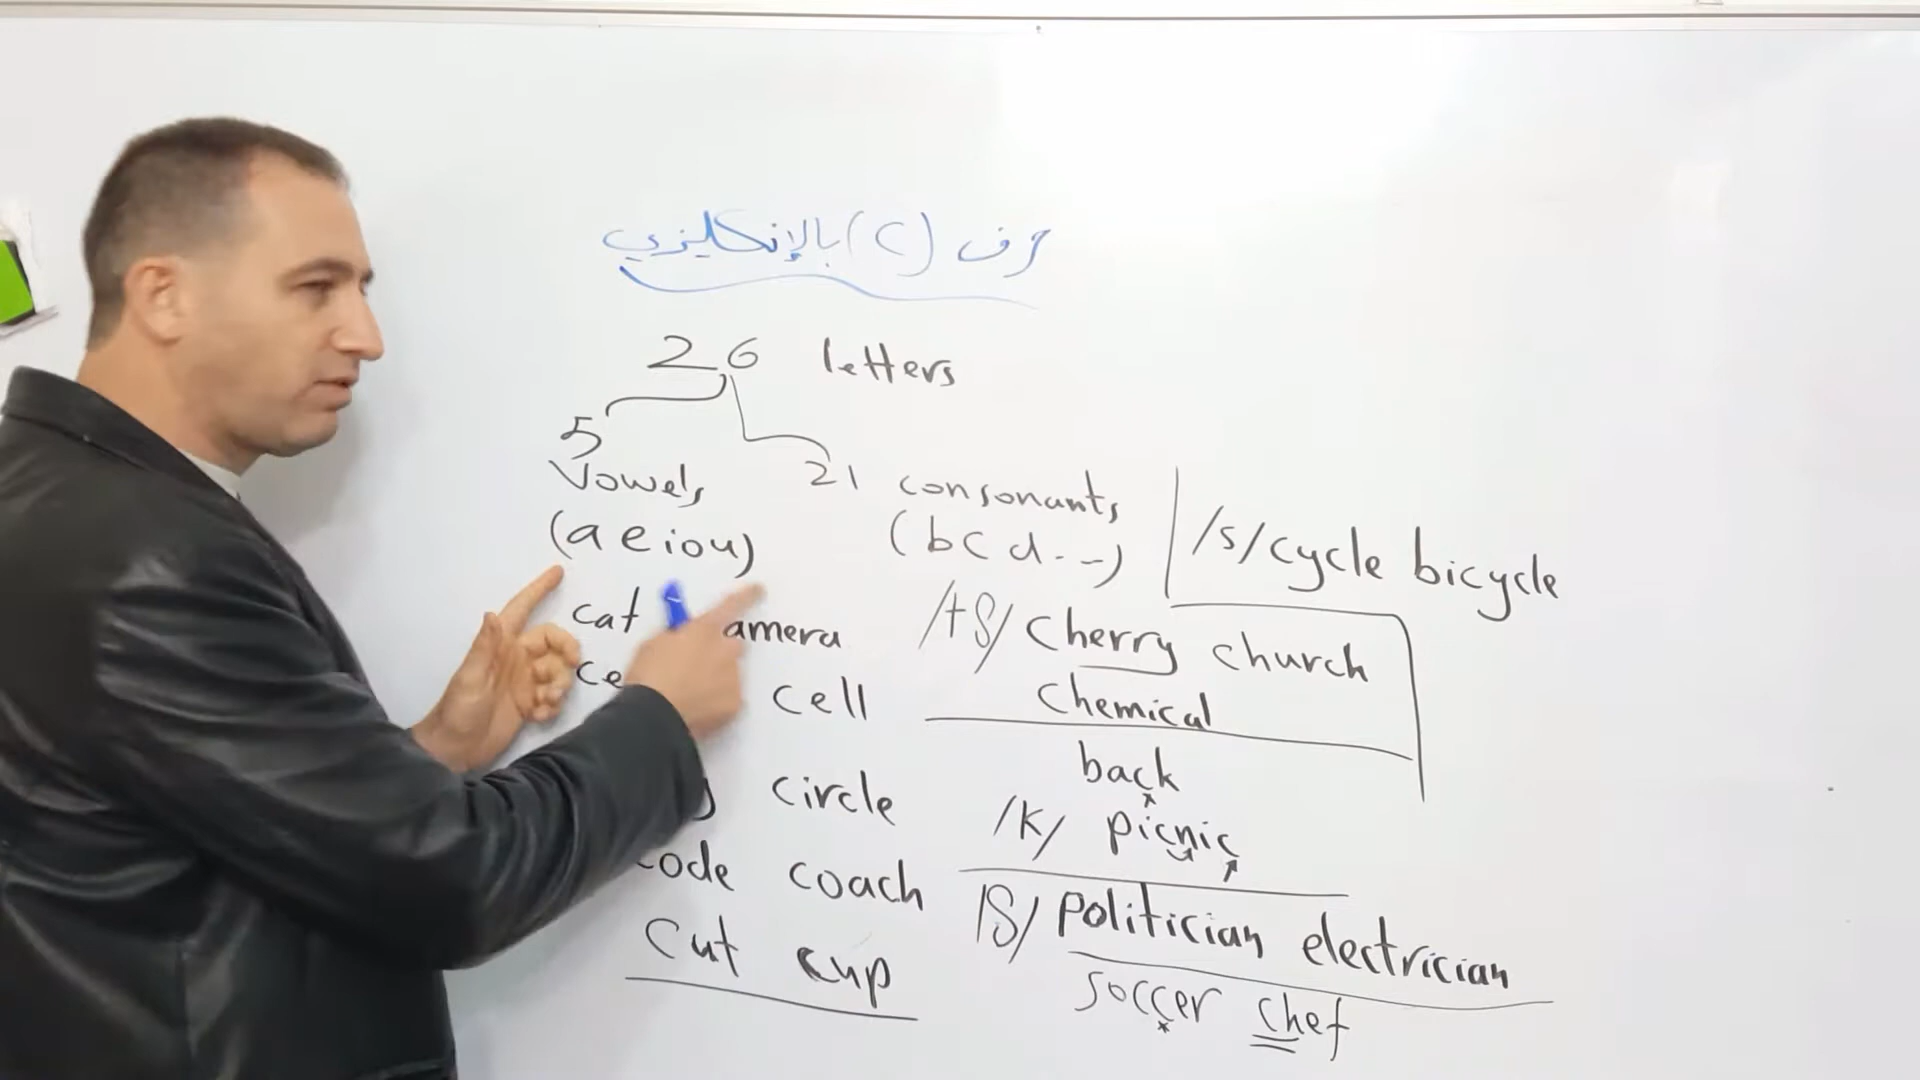 حرف (C) بالإنكليزي
26 letters
5
Vowels
(a e i o u)
21 consonants
(b c d - - -)
cat amera
ce cell
g circle
ode coach
Cut cup
/s/ cycle bicycle
/tʃ/ cherry church
chemical
back
/k/ picnic
/ʃ/ politician electrician
soccer chef